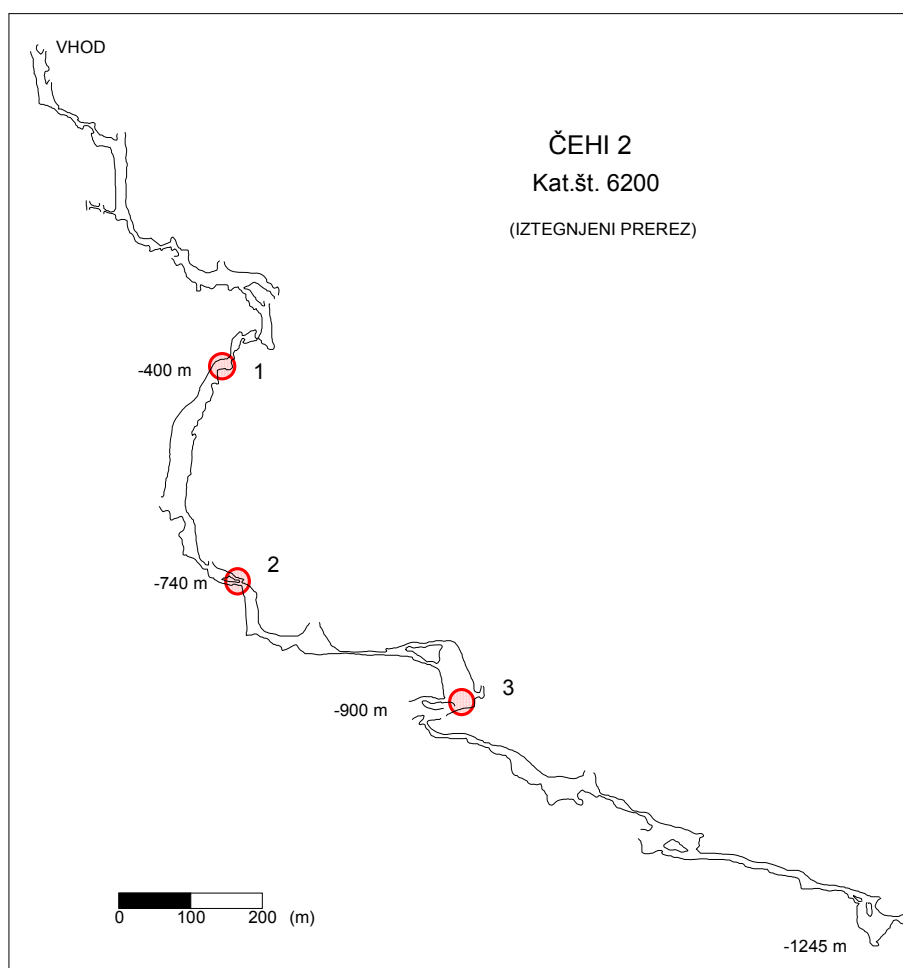 VHOD
ČEHI 2
Kat.št. 6200
(IZTEGNJENI PREREZ)
-400 m
1
2
-740 m
3
-900 m
0 100 200 (m)
-1245 m